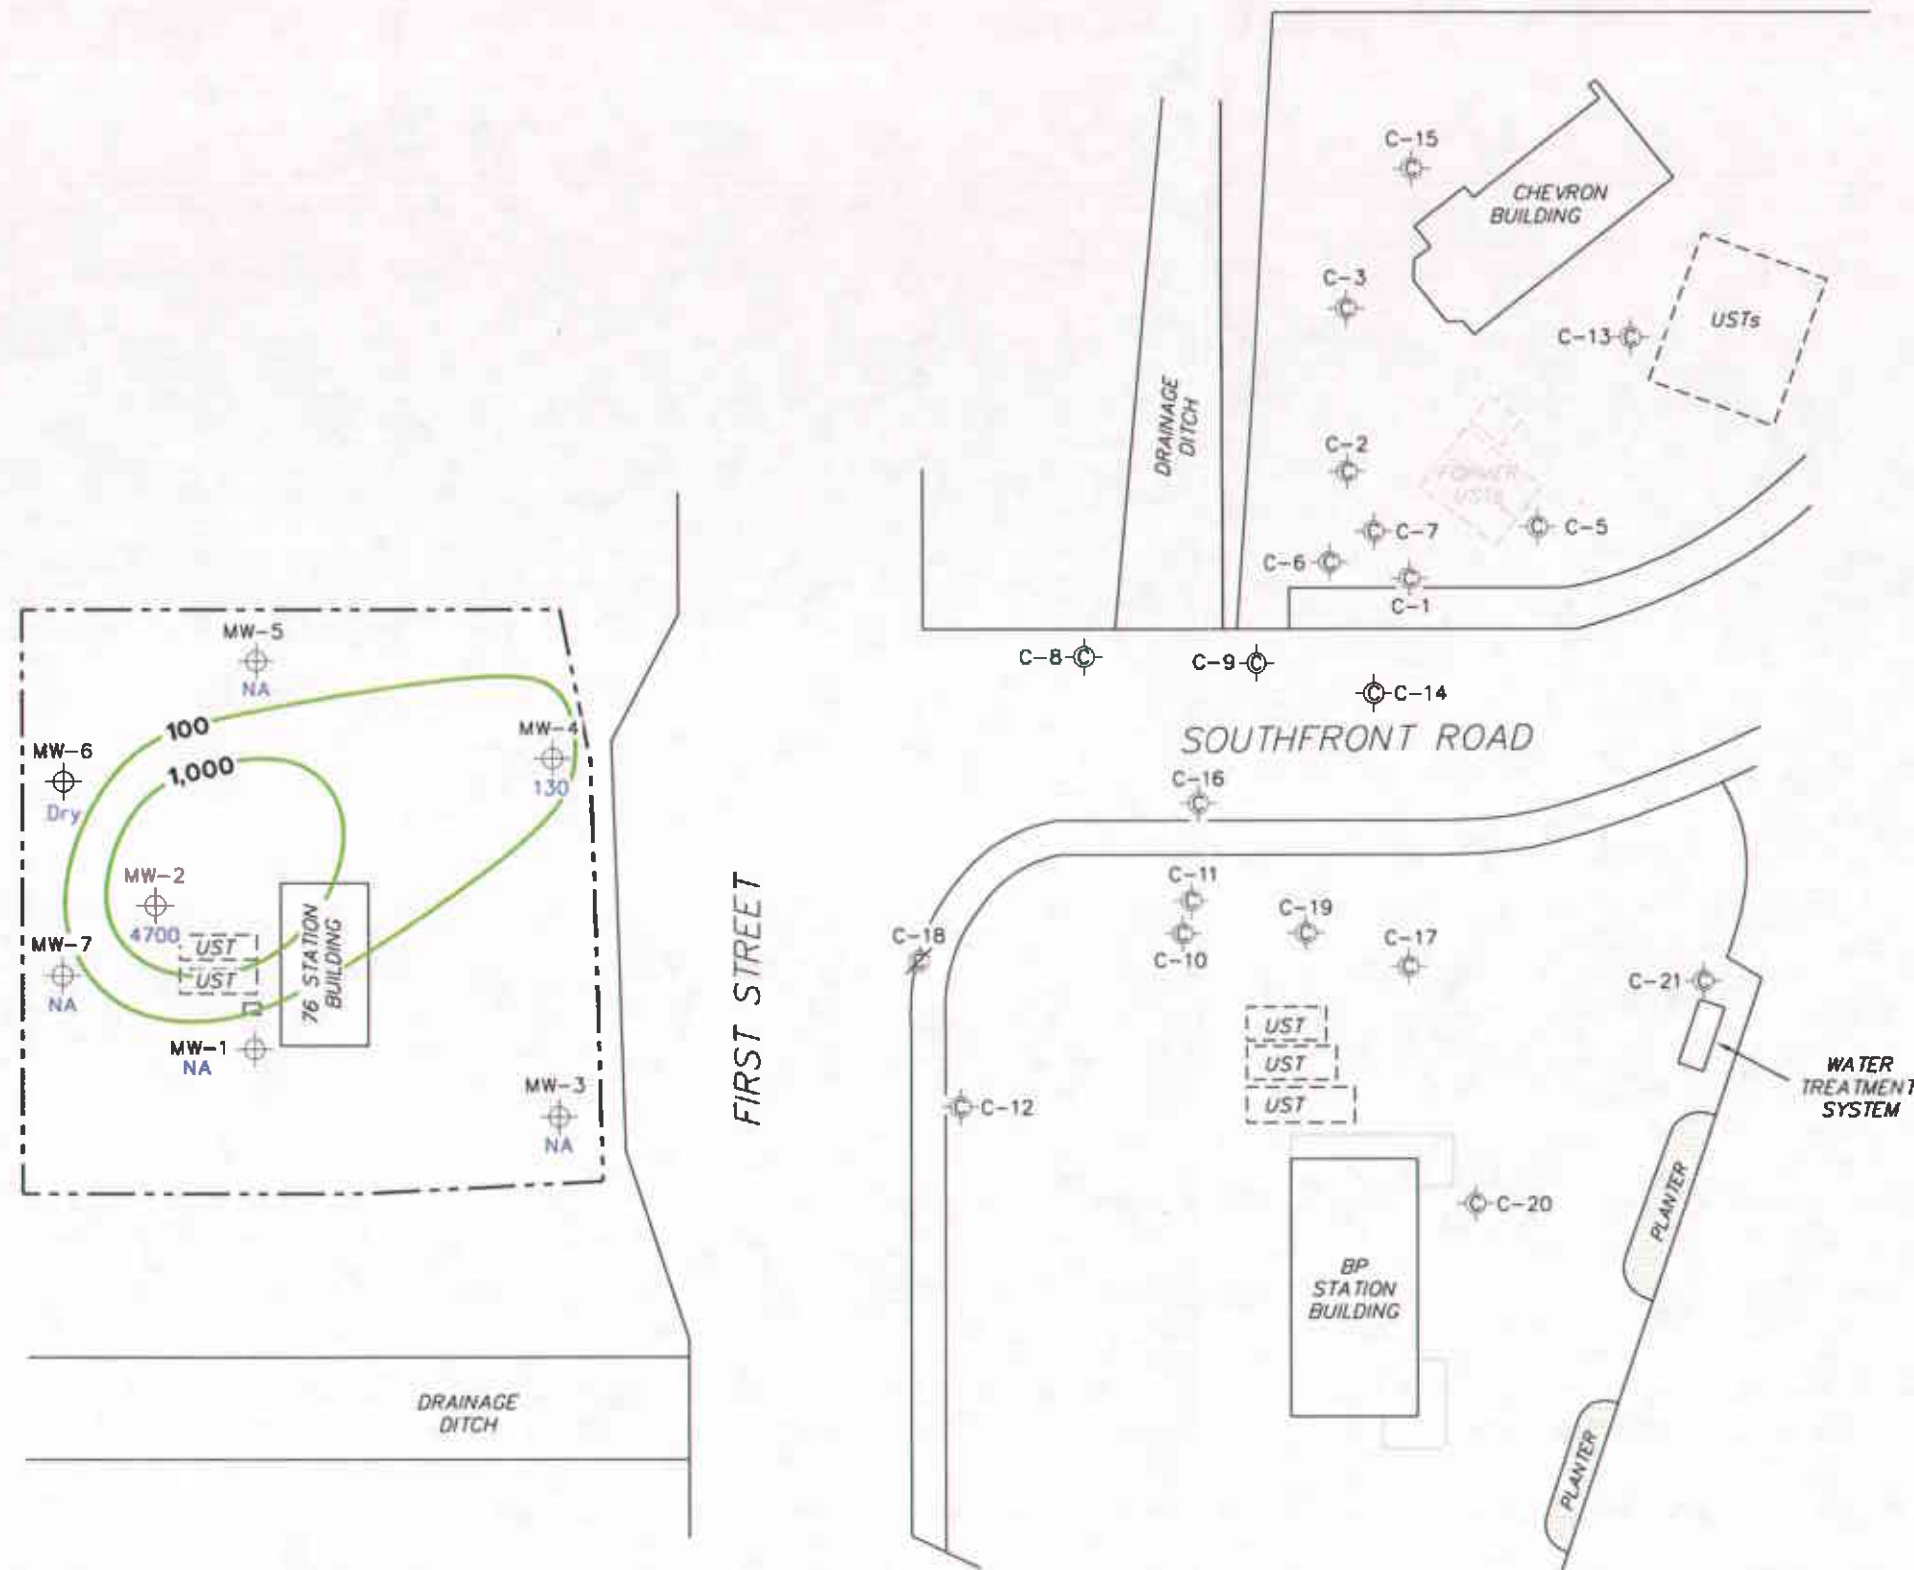 C-15
CHEVRON
BUILDING
C-3
C-13
USTs
DRAINAGE
DITCH
C-2
FORMER
USTs
C-7
C-5
C-6
C-1
MW-5
NA
C-8
C-9
C-14
100
MW-4
130
SOUTHFRONT ROAD
MW-6
Dry
1,000
C-16
MW-2
4700
C-11
C-19
C-17
C-10
C-18
FIRST STREET
MW-7
NA
UST
UST
76 STATION
BUILDING
C-21
MW-1
NA
UST
UST
UST
WATER
TREATMENT
SYSTEM
MW-3
NA
C-12
PLANTER
C-20
BP
STATION
BUILDING
DRAINAGE
DITCH
PLANTER